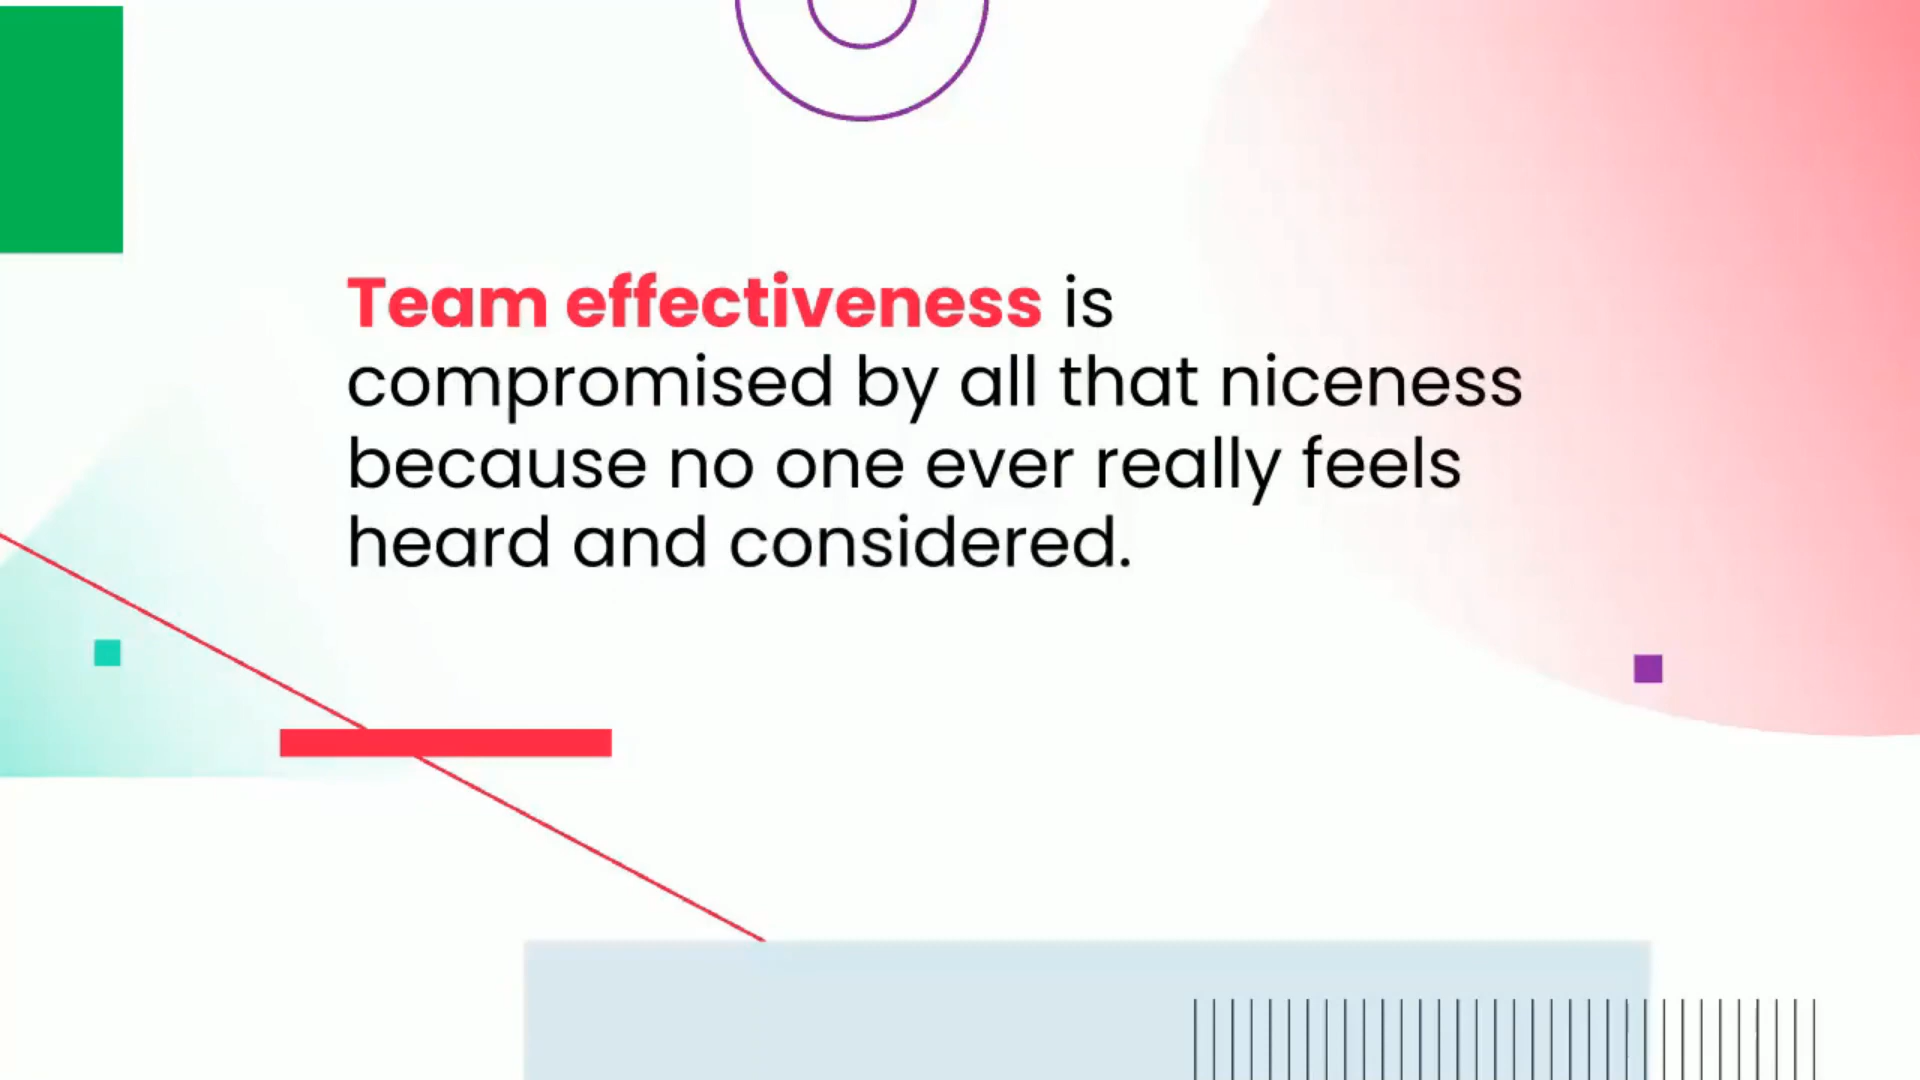 Team effectiveness is
compromised by all that niceness
because no one ever really feels
heard and considered.